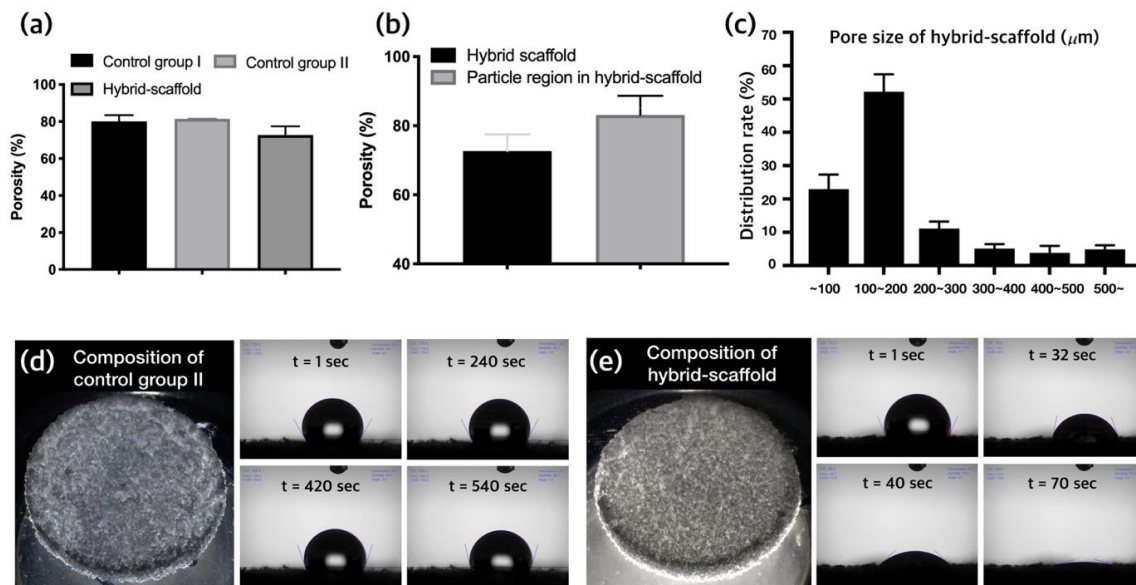 (a)
Control group I
Control group II
Hybrid-scaffold
Porosity (%)
100
80
60
40
20
0
(b)
Hybrid scaffold
Particle region in hybrid-scaffold
Porosity (%)
100
80
60
40
(c)
Pore size of hybrid-scaffold (μm)
Distribution rate (%)
70
60
50
40
30
20
10
0
~100
100~200
200~300
300~400
400~500
500~
(d)
Composition of
control group II
t = 1 sec
t = 240 sec
t = 420 sec
t = 540 sec
(e)
Composition of
hybrid-scaffold
t = 1 sec
t = 32 sec
t = 40 sec
t = 70 sec